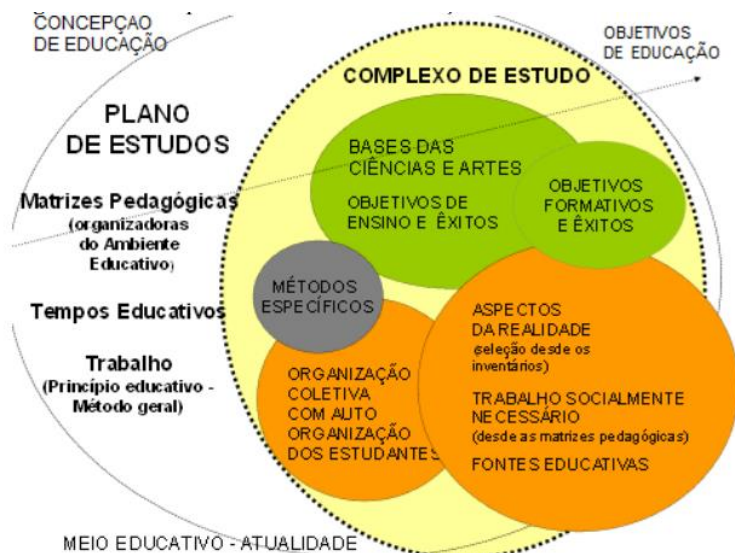 CONCEPÇAO
DE EDUCAÇÃO
OBJETIVOS
DE EDUCAÇÃO
COMPLEXO DE ESTUDO
PLANO
DE ESTUDOS
BASES DAS
CIÊNCIAS E ARTES
OBJETIVOS DE
ENSINO E ÊXITOS
OBJETIVOS
FORMATIVOS
E ÊXITOS
Matrizes Pedagógicas
(organizadoras
do Ambiente
Educativo)
MÉTODOS
ESPECÍFICOS
Tempos Educativos
Trabalho
(Princípio educativo -
Método geral)
ORGANIZAÇÃO
COLETIVA
COM AUTO
ORGANIZAÇÃO
DOS ESTUDANTES
ASPECTOS
DA REALIDADE
(seleção desde os
inventários)
TRABALHO SOCIALMENTE
NECESSÁRIO
(desde as matrizes pedagógicas)
FONTES EDUCATIVAS
MEIO EDUCATIVO - ATUALIDADE